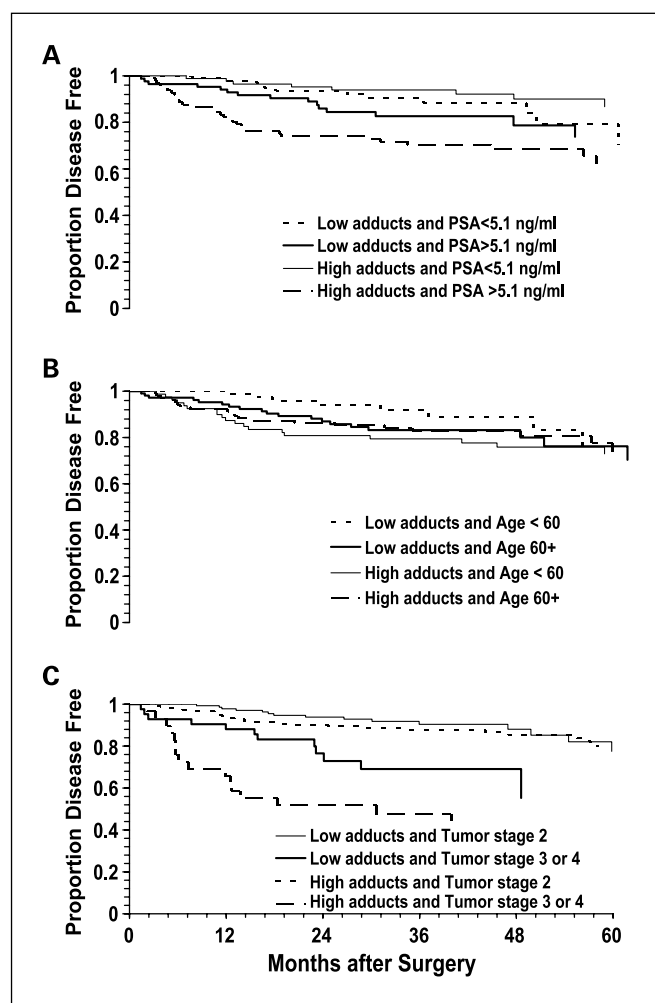 A
Proportion Disease Free
1
0.8
0.6
0.4
0.2
0
Low adducts and PSA<5.1 ng/ml
Low adducts and PSA>5.1 ng/ml
High adducts and PSA<5.1 ng/ml
High adducts and PSA >5.1 ng/ml
B
Proportion Disease Free
1
0.8
0.6
0.4
0.2
0
Low adducts and Age < 60
Low adducts and Age 60+
High adducts and Age < 60
High adducts and Age 60+
C
Proportion Disease Free
1
0.8
0.6
0.4
0.2
0
Low adducts and Tumor stage 2
Low adducts and Tumor stage 3 or 4
High adducts and Tumor stage 2
High adducts and Tumor stage 3 or 4
0 12 24 36 48 60
Months after Surgery